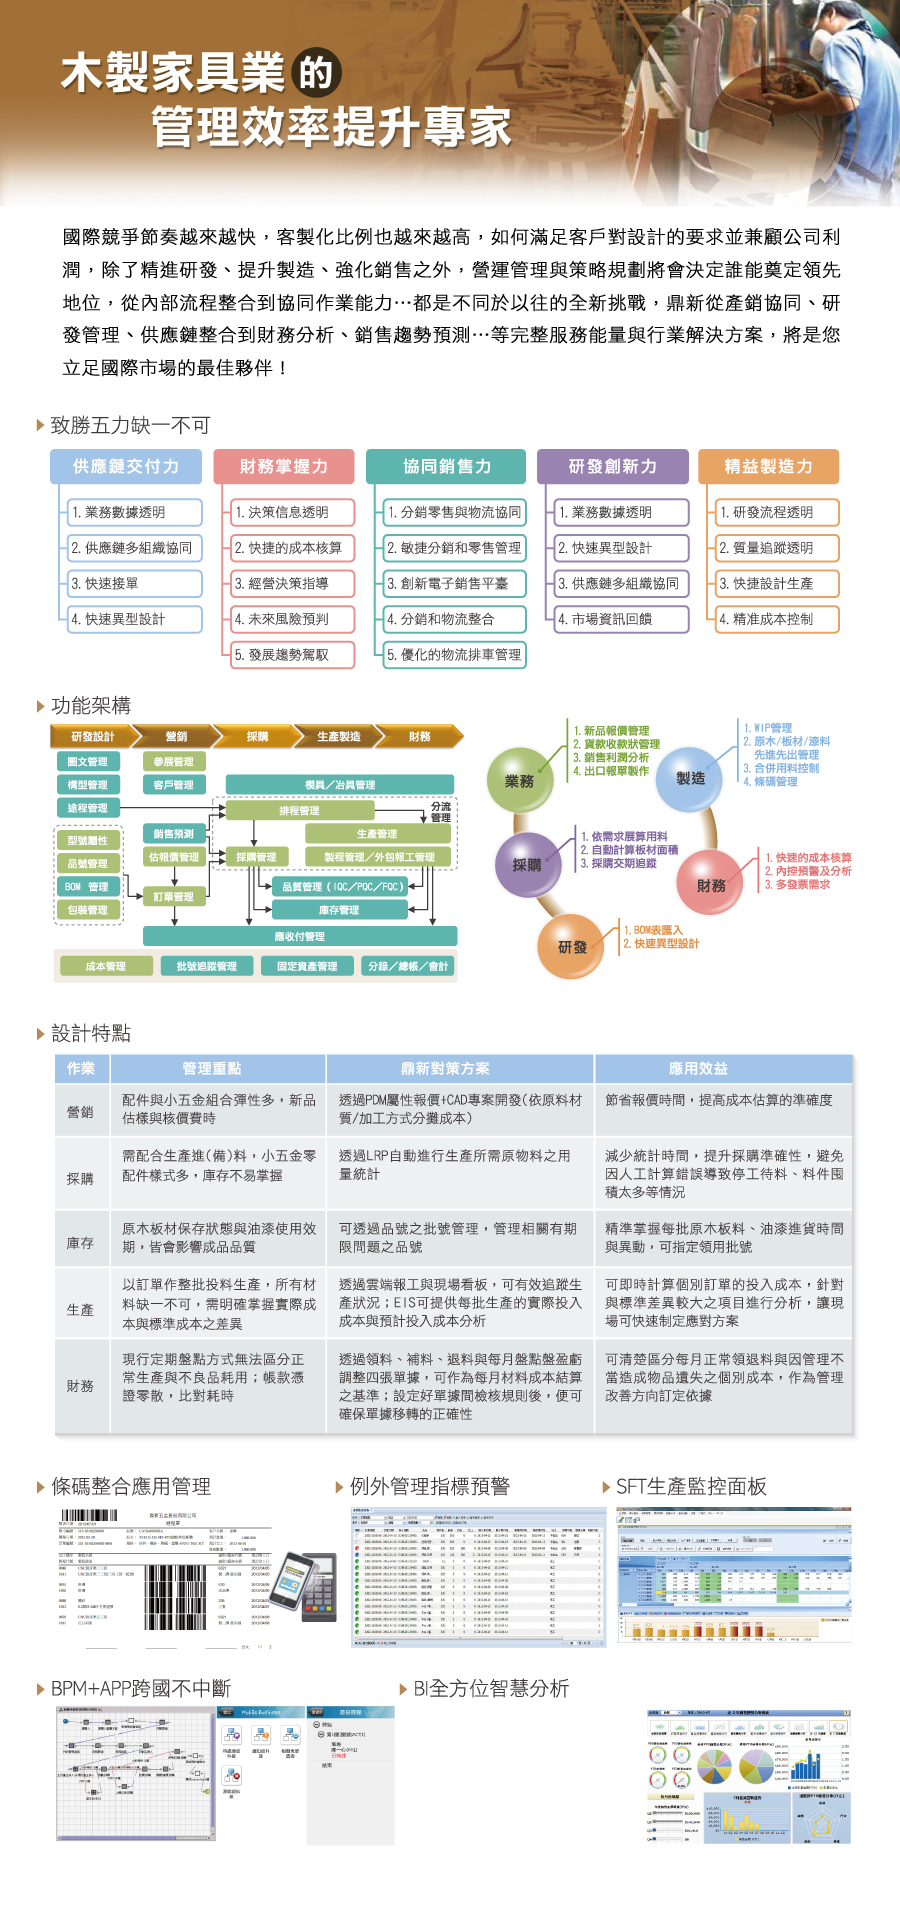 木製家具業的
管理效率提升專家
國際競爭節奏越來越快，客製化比例也越來越高，如何滿足客戶對設計的要求並兼顧公司利
潤，除了精進研發、提升製造、強化銷售之外，營運管理與策略規劃將會決定誰能奠定領先
地位，從內部流程整合到協同作業能力…都是不同於以往的全新挑戰，鼎新從產銷協同、研
發管理、供應鏈整合到財務分析、銷售趨勢預測…等完整服務能量與行業解決方案，將是您
立足國際市場的最佳夥伴！
致勝五力缺一不可
供應鏈交付力
1. 業務數據透明
2. 供應鏈多組織協同
3. 快速接單
4. 快速異型設計
財務掌握力
1. 決策信息透明
2. 快捷的成本核算
3. 經營決策指導
4. 未來風險預判
5. 發展趨勢駕馭
協同銷售力
1. 分銷零售與物流協同
2. 敏捷分銷和零售管理
3. 創新電子銷售平臺
4. 分銷和物流整合
5. 優化的物流排車管理
研發創新力
1. 業務數據透明
2. 快速異型設計
3. 供應鏈多組織協同
4. 市場資訊回饋
精益製造力
1. 研發流程透明
2. 質量追蹤透明
3. 快捷設計生產
4. 精准成本控制
功能架構
研發設計 營銷 採購 生產製造 財務
圖文管理
構型管理
途程管理
型號屬性
品號管理
BOM 管理
包裝管理
參展管理
客戶管理
銷售預測
估報價管理
訂單管理
模具／治具管理
排程管理
分流
管理
生產管理
採購管理
製程管理／外包報工管理
品質管理（IQC／PQC／FQC）
庫存管理
應收付管理
成本管理 批號追蹤管理 固定資產管理 分錄／總帳／會計
業務
1. 新品報價管理
2. 貨款收款狀管理
3. 銷售利潤分析
4. 出口報單製作
製造
1. WIP管理
2. 原木/板材/漆料
先進先出管理
3. 合併用料控制
4. 條碼管理
採購
1. 依需求展算用料
2. 自動計算板材面積
3. 採購交期追蹤
財務
1. 快速的成本核算
2. 內控預警及分析
3. 多發票需求
研發
1. BOM表匯入
2. 快速異型設計
設計特點
作業 管理重點 鼎新對策方案 應用效益
營銷
配件與小五金組合彈性多，新品
估樣與核價費時
透過PDM屬性報價+CAD專案開發(依原料材
質/加工方式分攤成本)
節省報價時間，提高成本估算的準確度
採購
需配合生產進(備)料，小五金零
配件樣式多，庫存不易掌握
透過LRP自動進行生產所需原物料之用
量統計
減少統計時間，提升採購準確性，避免
因人工計算錯誤導致停工待料、料件囤
積太多等情況
庫存
原木板材保存狀態與油漆使用效
期，皆會影響成品品質
可透過品號之批號管理，管理相關有期
限問題之品號
精準掌握每批原木板料、油漆進貨時間
與異動，可指定領用批號
生產
以訂單作整批投料生產，所有材
料缺一不可，需明確掌握實際成
本與標準成本之差異
透過雲端報工與現場看板，可有效追蹤生
產狀況；EIS可提供每批生產的實際投入
成本與預計投入成本分析
可即時計算個別訂單的投入成本，針對
與標準差異較大之項目進行分析，讓現
場可快速制定應對方案
財務
現行定期盤點方式無法區分正
常生產與不良品耗用；帳款憑
證零散，比對耗時
透過領料、補料、退料與每月盤點盤盈虧
調整四張單據，可作為每月材料成本結算
之基準；設定好單據間檢核規則後，便可
確保單據移轉的正確性
可清楚區分每月正常領退料與因管理不
當造成物品遺失之個別成本，作為管理
改善方向訂定依據
條碼整合應用管理
例外管理指標預警
SFT生產監控面板
BPM+APP跨國不中斷
Mobile Business
BI全方位智慧分析